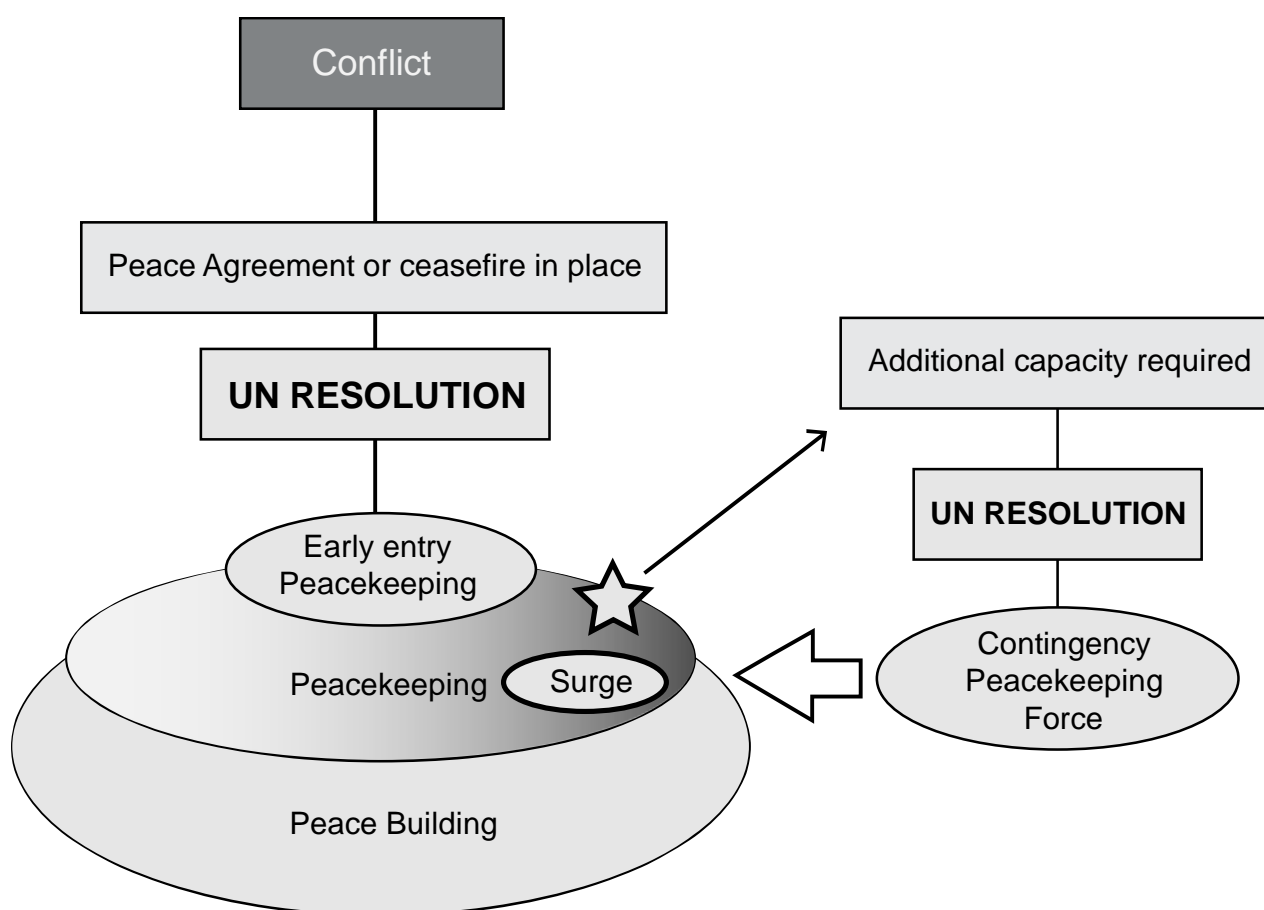 Conflict
Peace Agreement or ceasefire in place
UN RESOLUTION
Early entry
Peacekeeping
Peacekeeping
Surge
Peace Building
Additional capacity required
UN RESOLUTION
Contingency
Peacekeeping
Force